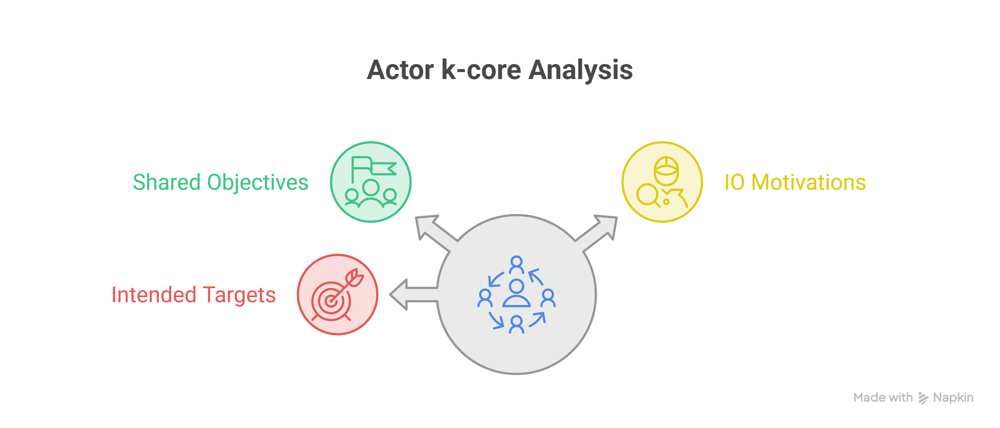 Actor k-core Analysis
Shared Objectives
IO Motivations
Intended Targets
Made with Napkin